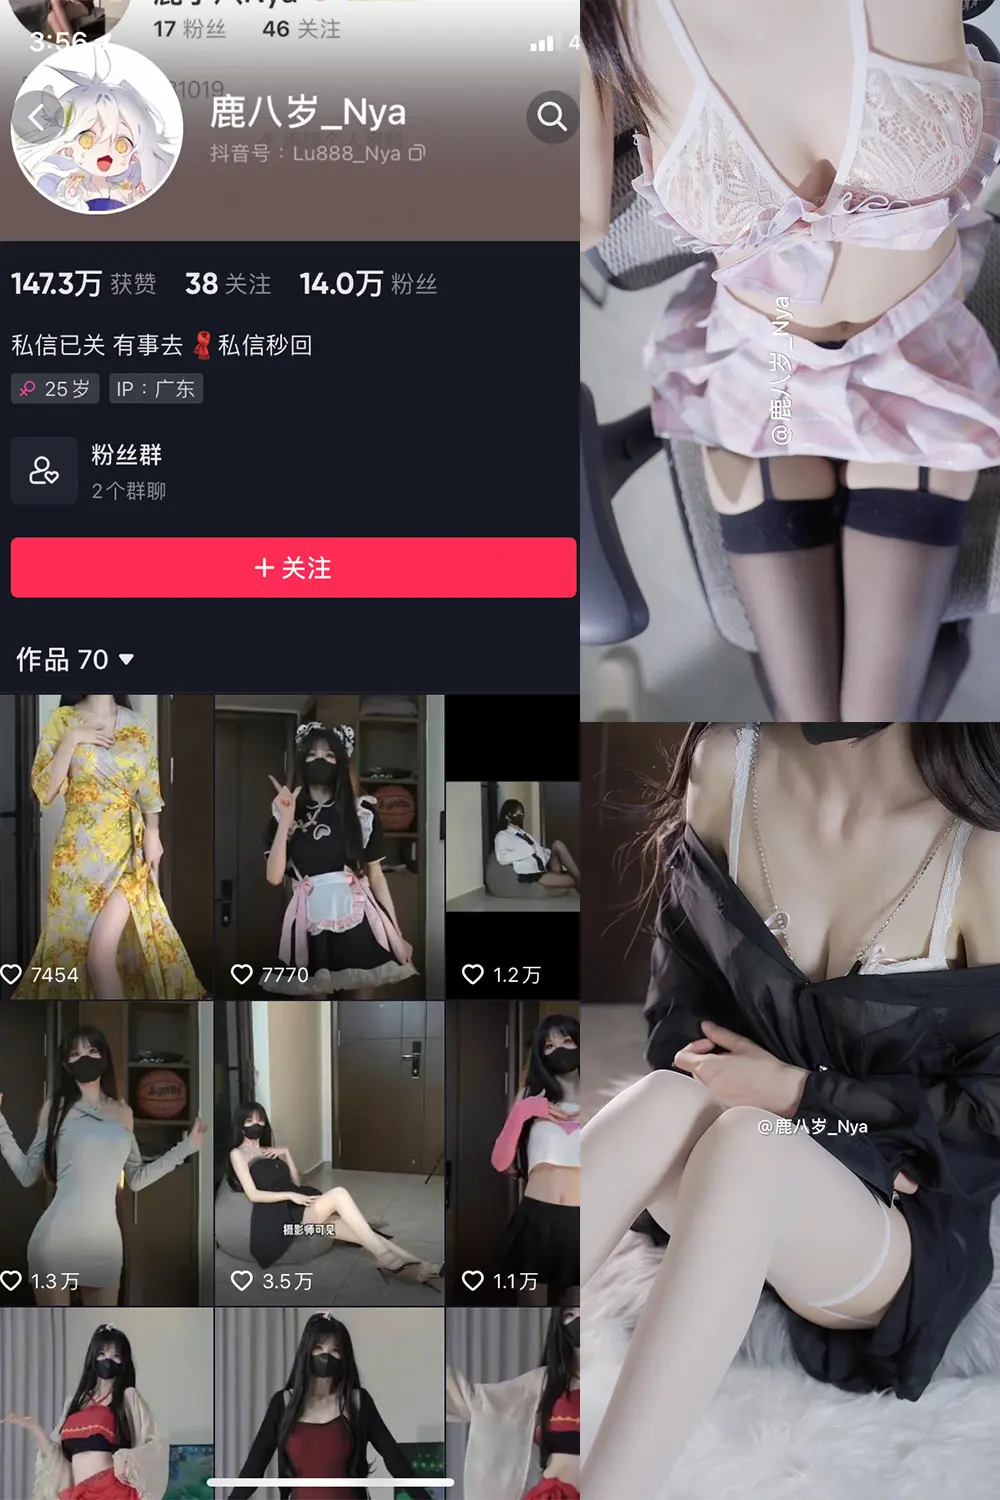 17 粉丝 46 关注
3:56
31019
鹿八岁_Nya
抖音号：Lu888_Nya
147.3万 获赞 38 关注 14.0万 粉丝
私信已关 有事去 私信秒回
25岁 IP：广东
粉丝群
2个群聊
+ 关注
作品 70
7454
7770
1.2万
AgnIte
1.3万
摄影师可见
3.5万
1.1万
@鹿八岁_Nya
@鹿八岁_Nya